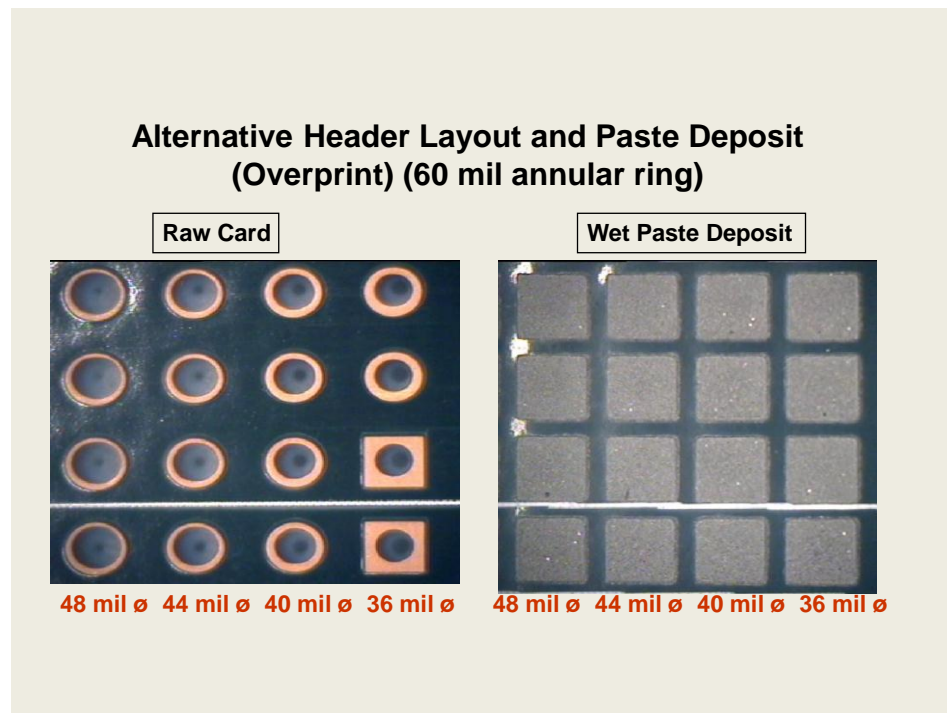 Alternative Header Layout and Paste Deposit
(Overprint) (60 mil annular ring)
Raw Card
Wet Paste Deposit
48 mil ø 44 mil ø 40 mil ø 36 mil ø
48 mil ø 44 mil ø 40 mil ø 36 mil ø